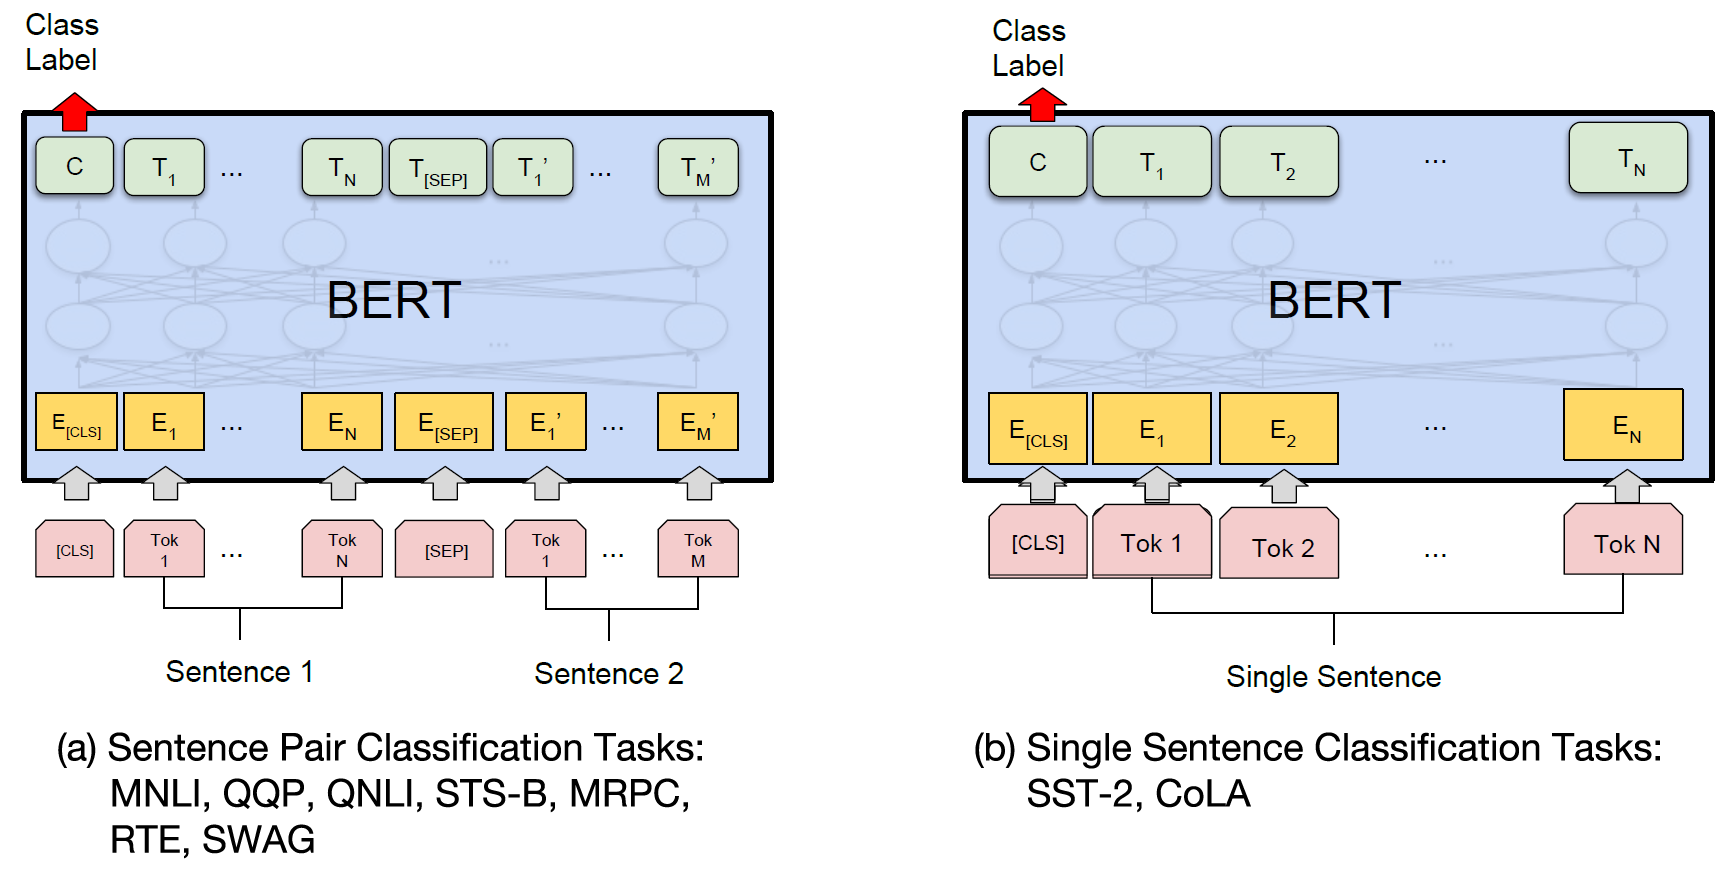 Class
Label
C T1 ... TN T[SEP] T1’ ... TM’
...
BERT
...
E[CLS] E1 ... EN E[SEP] E1’ ... EM’
[CLS] Tok 1 ... Tok N [SEP] Tok 1 ... Tok M
Sentence 1 Sentence 2
(a) Sentence Pair Classification Tasks:
MNLI, QQP, QNLI, STS-B, MRPC,
RTE, SWAG
Class
Label
C T1 T2 ... TN
...
BERT
...
E[CLS] E1 E2 ... EN
[CLS] Tok 1 Tok 2 ... Tok N
Single Sentence
(b) Single Sentence Classification Tasks:
SST-2, CoLA